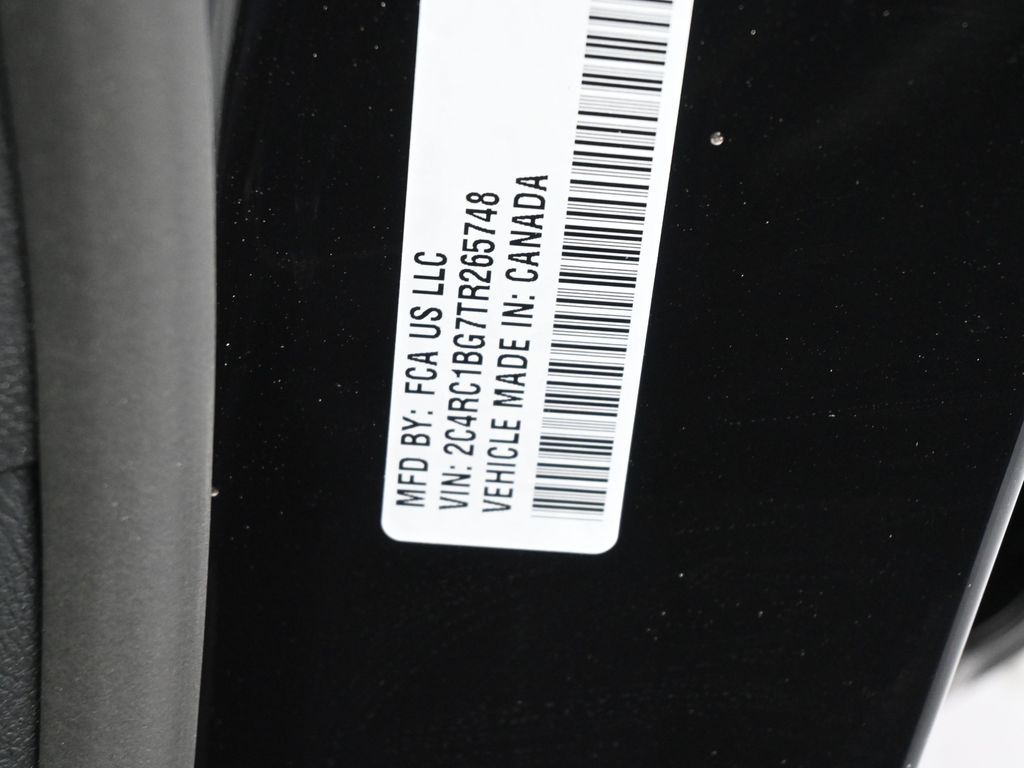 MFD BY: FCA US LLC
VIN: 2C4RC1BG7TR265748
VEHICLE MADE IN: CANADA